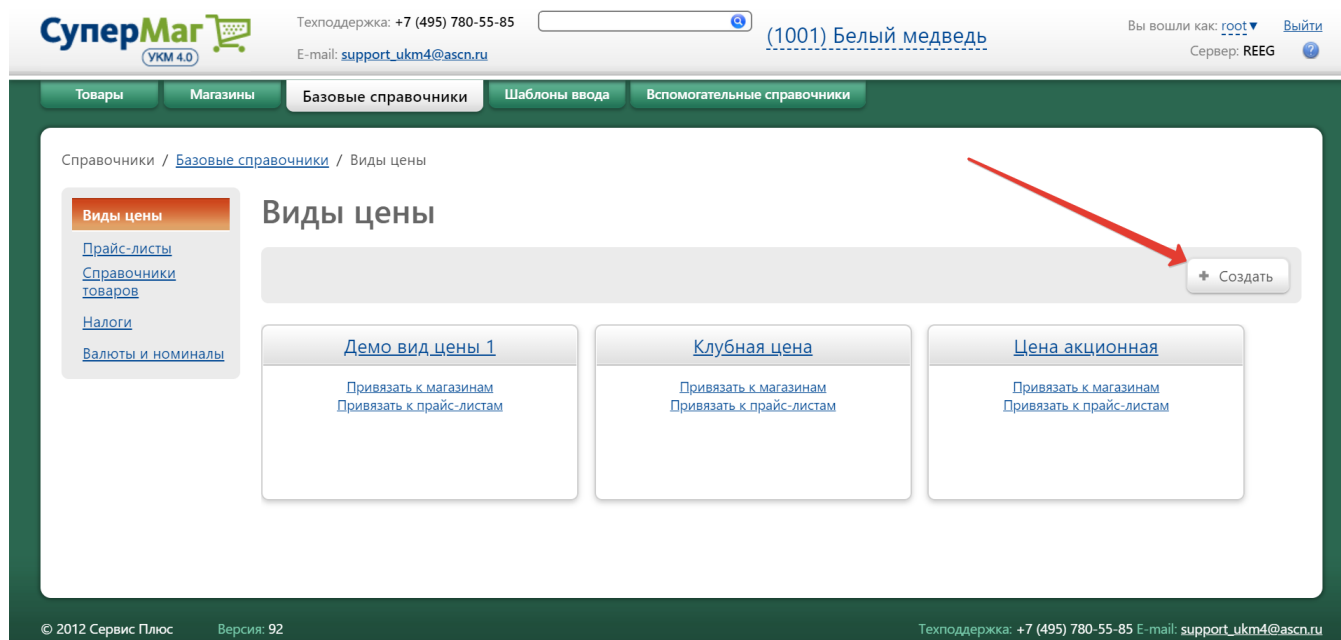 СуперМаг
УКМ 4.0
Техподдержка: +7 (495) 780-55-85
E-mail: support_ukm4@ascn.ru
(1001) Белый медведь
Вы вошли как: root▼ Выйти
Сервер: REEG ?
Товары Магазины Базовые справочники Шаблоны ввода Вспомогательные справочники
Справочники / Базовые справочники / Виды цены
Виды цены
Прайс-листы
Справочники
товаров
Налоги
Валюты и номиналы
Виды цены
+ Создать
Демо вид цены 1
Привязать к магазинам
Привязать к прайс-листам
Клубная цена
Привязать к магазинам
Привязать к прайс-листам
Цена акционная
Привязать к магазинам
Привязать к прайс-листам
© 2012 Сервис Плюс Версия: 92 Техподдержка: +7 (495) 780-55-85 E-mail: support_ukm4@ascn.ru